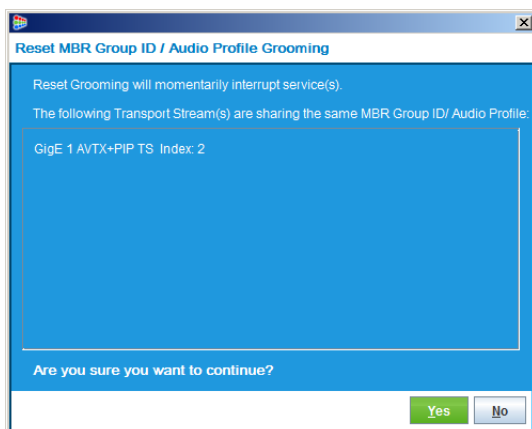 Reset MBR Group ID / Audio Profile Grooming
Reset Grooming will momentarily interrupt service(s).
The following Transport Stream(s) are sharing the same MBR Group ID/ Audio Profile:
GigE 1 AVTX+PIP TS Index: 2
Are you sure you want to continue?
Yes No